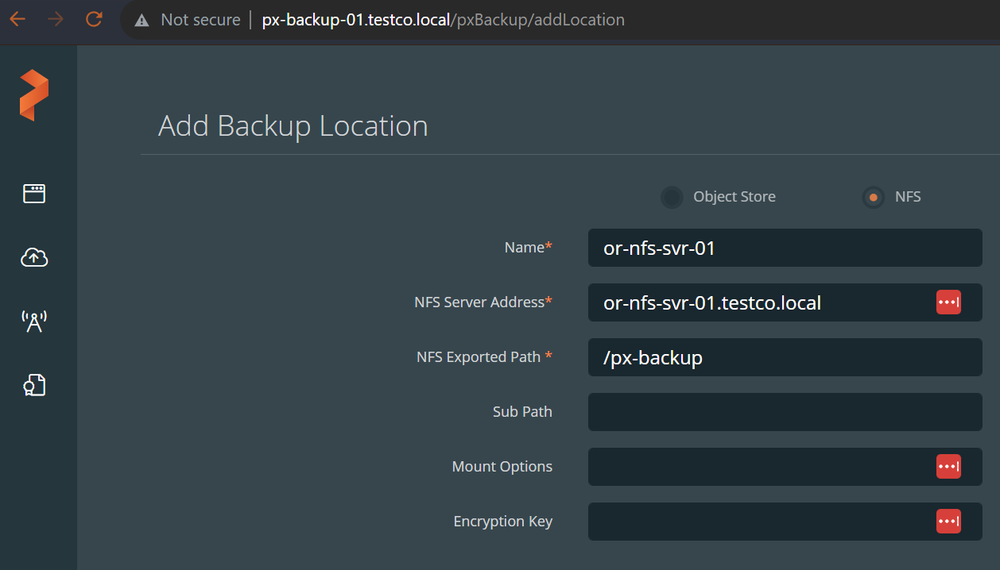 Not secure px-backup-01.testco.local/pxBackup/addLocation
Add Backup Location
Object Store NFS
Name* or-nfs-svr-01
NFS Server Address* or-nfs-svr-01.testco.local
NFS Exported Path * /px-backup
Sub Path
Mount Options
Encryption Key